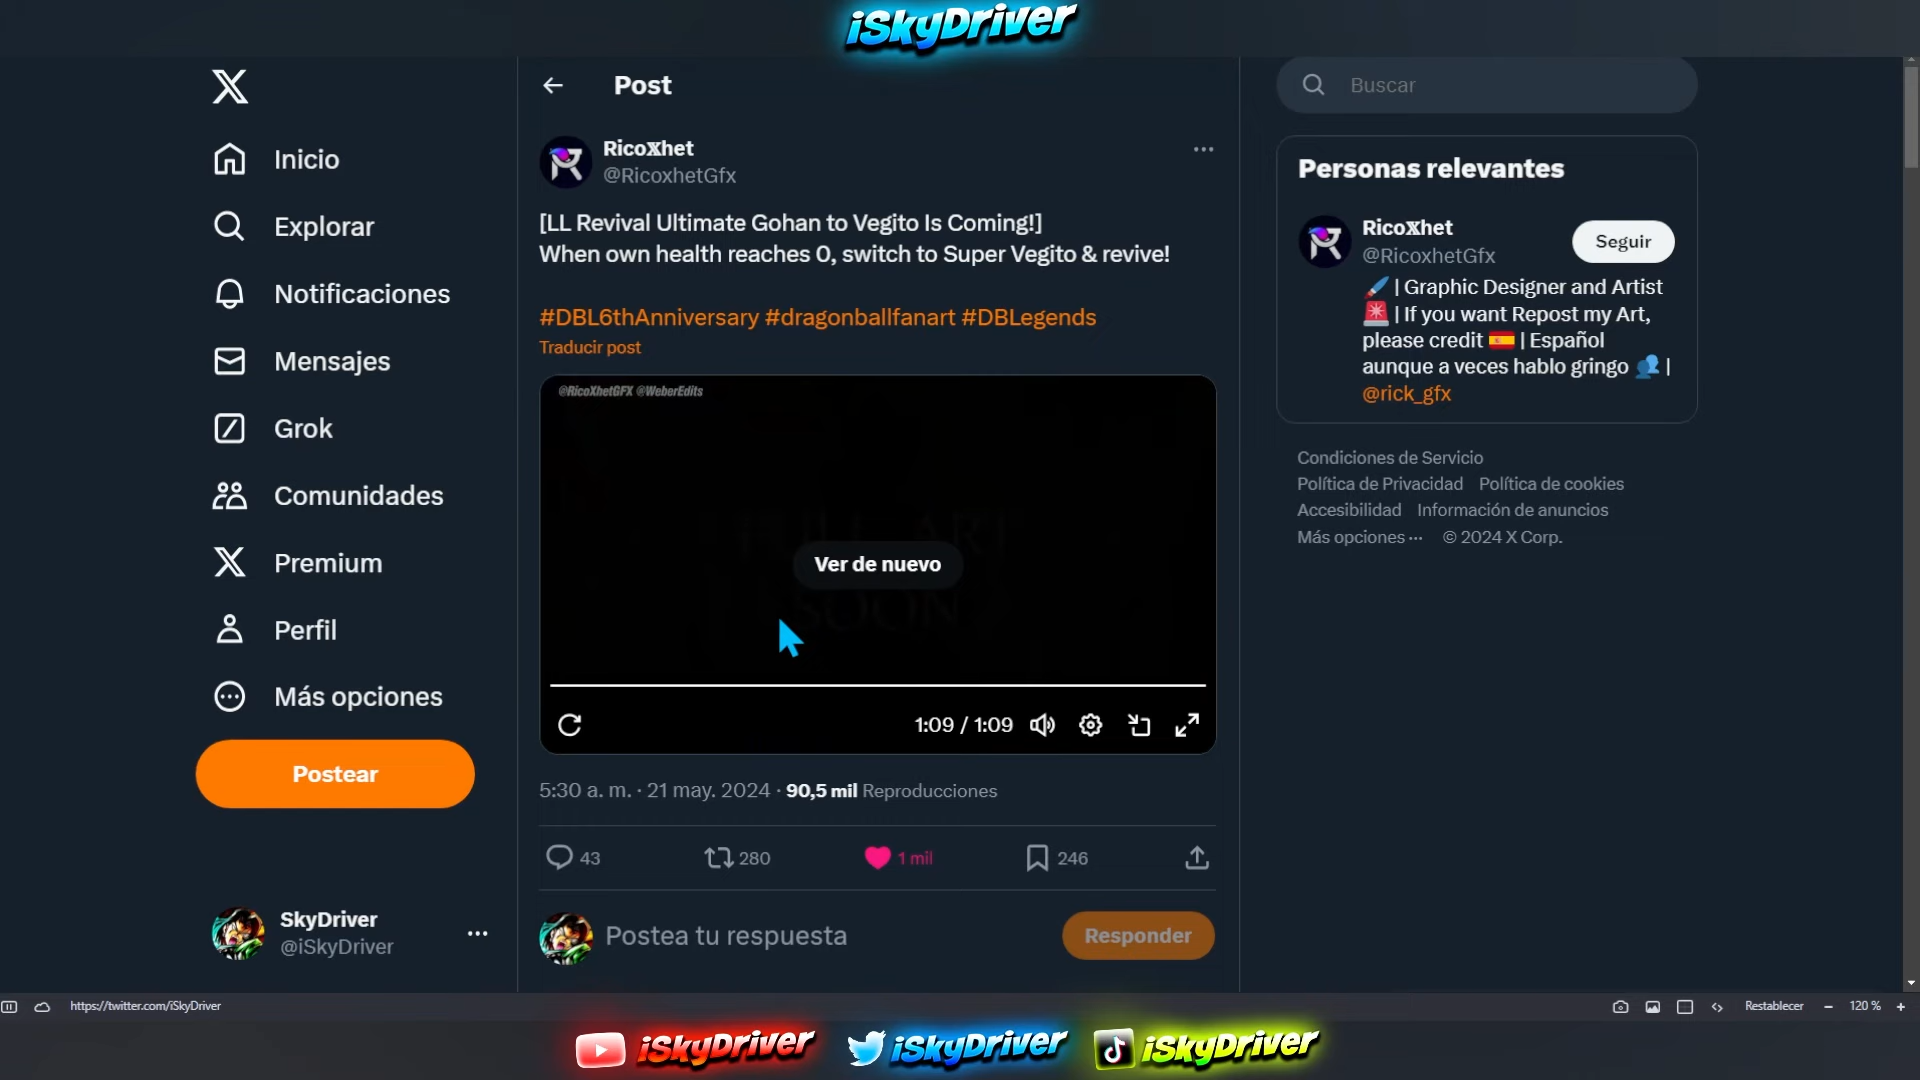 iSkyDriver
Inicio
Explorar
Notificaciones
Mensajes
Grok
Comunidades
Premium
Perfil
Más opciones
Postear
SkyDriver
@iSkyDriver
Post
RicoXhet
@RicoxhetGfx
[LL Revival Ultimate Gohan to Vegito Is Coming!]
When own health reaches 0, switch to Super Vegito & revive!
#DBL6thAnniversary #dragonballfanart #DBLegends
Traducir post
@RicoXhetGFX @WeberEdits
FULL ART
SOON
Ver de nuevo
1:09 / 1:09
5:30 a. m. · 21 may. 2024 · 90,5 mil Reproducciones
43 280 1 mil 246
Postea tu respuesta
Responder
Buscar
Personas relevantes
RicoXhet
@RicoxhetGfx
Seguir
| Graphic Designer and Artist
| If you want Repost my Art,
please credit | Español
aunque a veces hablo gringo |
@rick_gfx
Condiciones de Servicio
Política de Privacidad Política de cookies
Accesibilidad Información de anuncios
Más opciones ··· © 2024 X Corp.
https://twitter.com/iSkyDriver
Restablecer − 120 % +
iSkyDriver iSkyDriver iSkyDriver